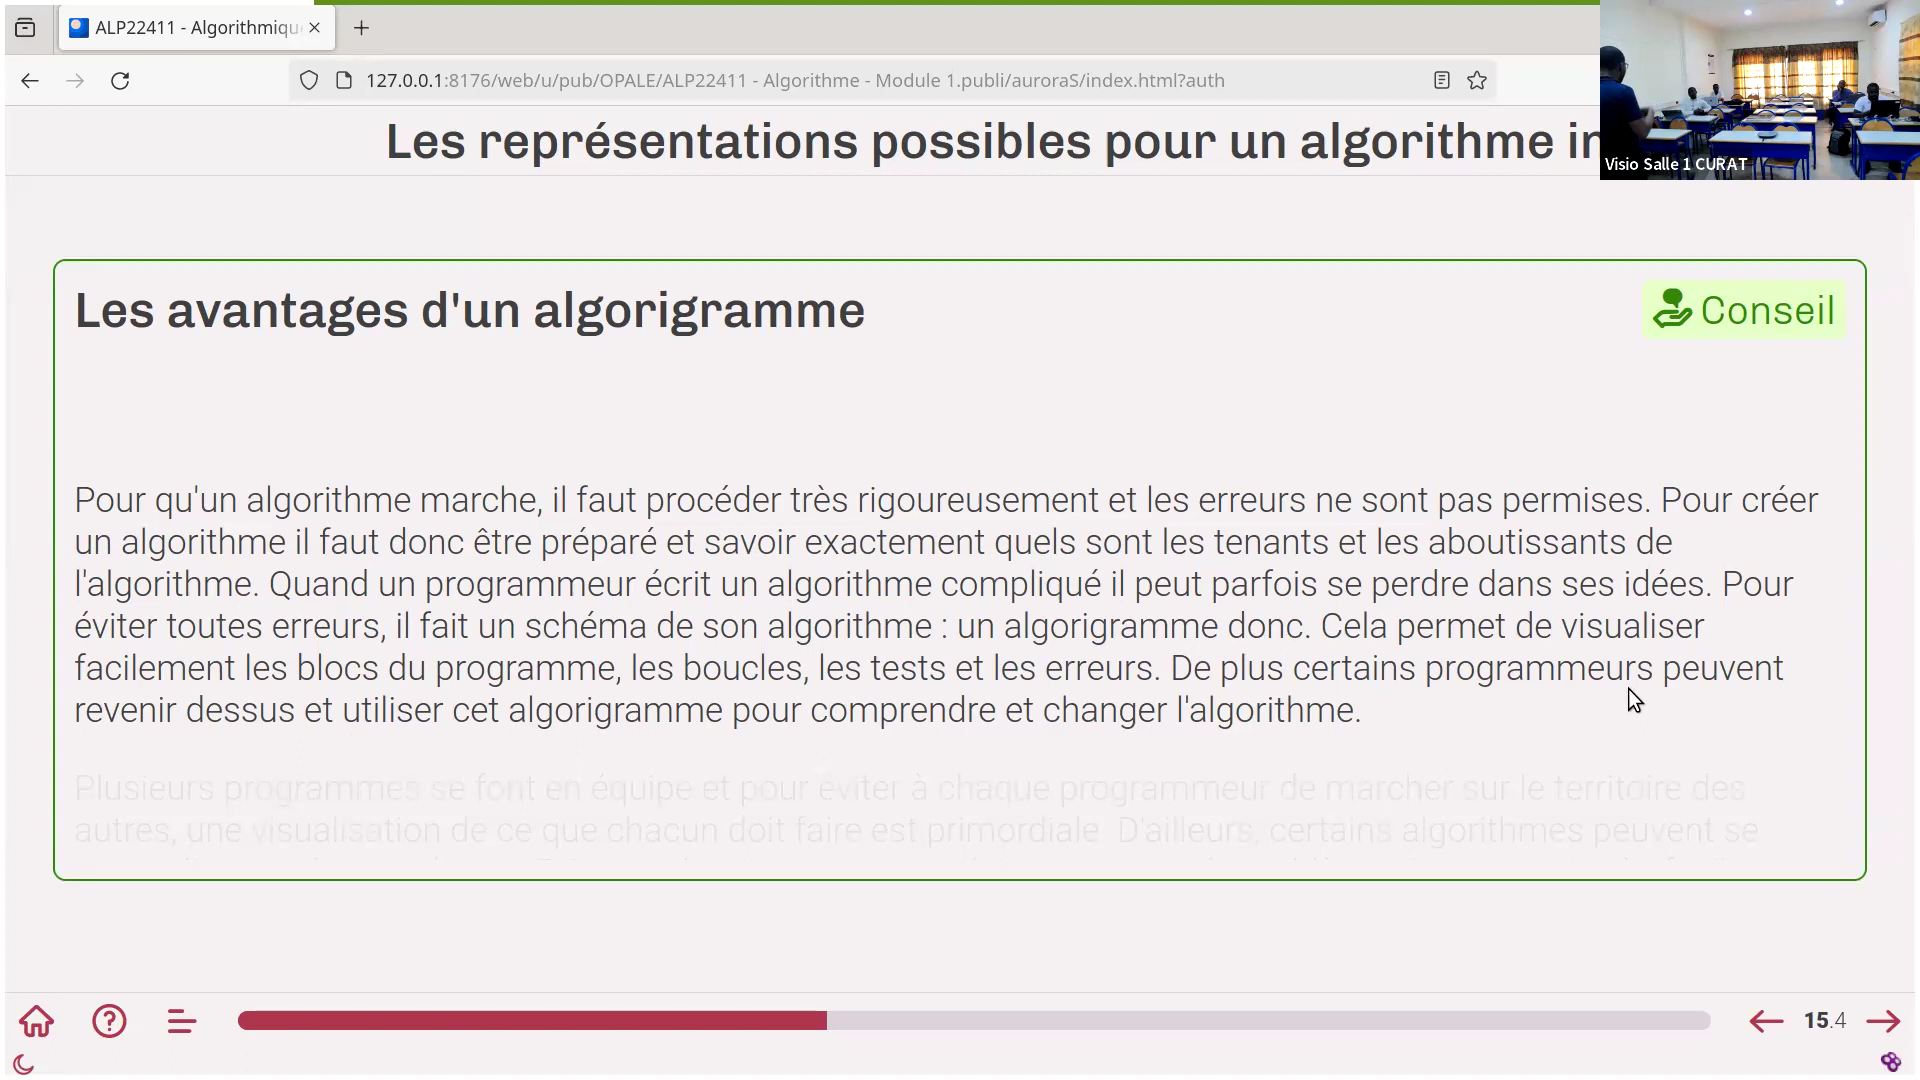 ALP22411 - Algorithmiqu
127.0.0.1:8176/web/u/pub/OPALE/ALP22411 - Algorithme - Module 1.publi/auroraS/index.html?auth
Les représentations possibles pour un algorithme in
Visio Salle 1 CURAT
Les avantages d'un algorigramme
Conseil
Pour qu'un algorithme marche, il faut procéder très rigoureusement et les erreurs ne sont pas permises. Pour créer
un algorithme il faut donc être préparé et savoir exactement quels sont les tenants et les aboutissants de
l'algorithme. Quand un programmeur écrit un algorithme compliqué il peut parfois se perdre dans ses idées. Pour
éviter toutes erreurs, il fait un schéma de son algorithme : un algorigramme donc. Cela permet de visualiser
facilement les blocs du programme, les boucles, les tests et les erreurs. De plus certains programmeurs peuvent
revenir dessus et utiliser cet algorigramme pour comprendre et changer l'algorithme.
Plusieurs programmes se font en équipe et pour éviter à chaque programmeur de marcher sur le territoire des
autres, une visualisation de ce que chacun doit faire est primordiale. D'ailleurs, certains algorithmes peuvent se
15.4